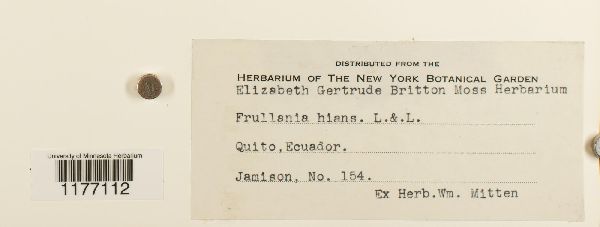 DISTRIBUTED FROM THE
HERBARIUM OF THE NEW YORK BOTANICAL GARDEN
Elizabeth Gertrude Britton Moss Herbarium
Frullania hians. L.&.L.
Quito,Ecuador.
Jamison, No. 154.
Ex Herb.Wm. Mitten
University of Minnesota Herbarium
1177112